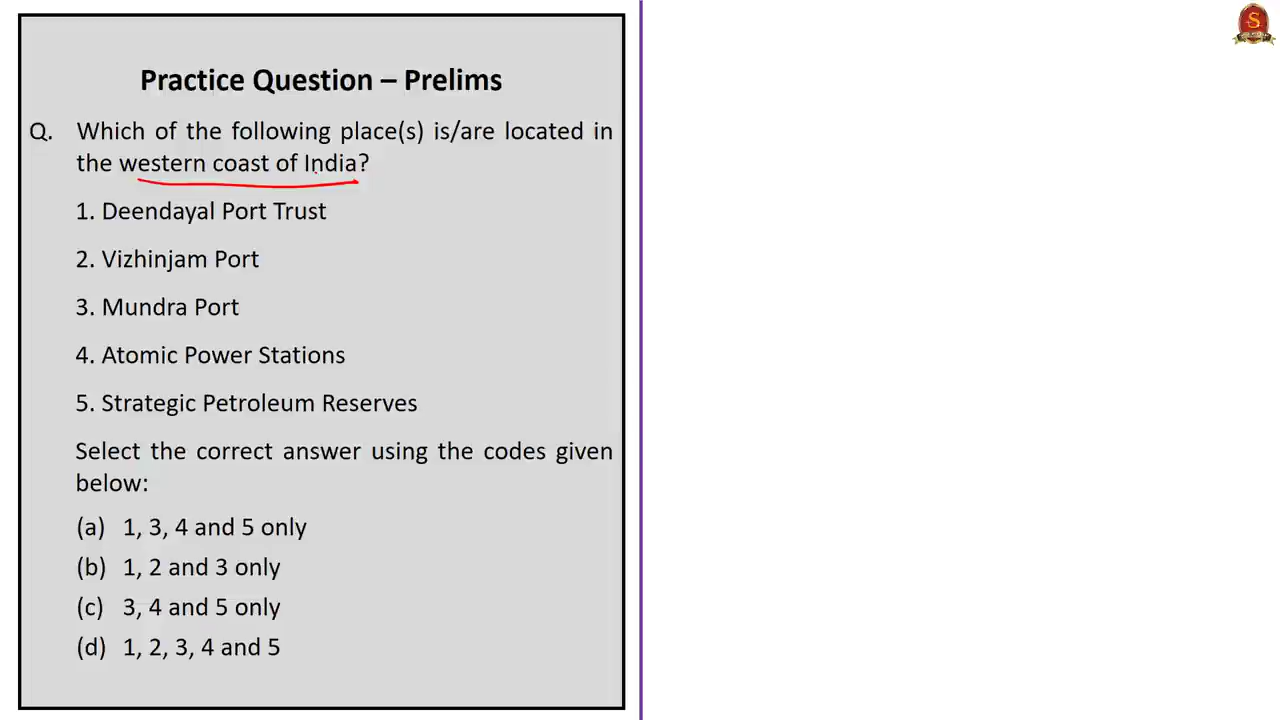 Practice Question – Prelims
Q. Which of the following place(s) is/are located in
the western coast of India?
1. Deendayal Port Trust
2. Vizhinjam Port
3. Mundra Port
4. Atomic Power Stations
5. Strategic Petroleum Reserves
Select the correct answer using the codes given
below:
(a) 1, 3, 4 and 5 only
(b) 1, 2 and 3 only
(c) 3, 4 and 5 only
(d) 1, 2, 3, 4 and 5
S